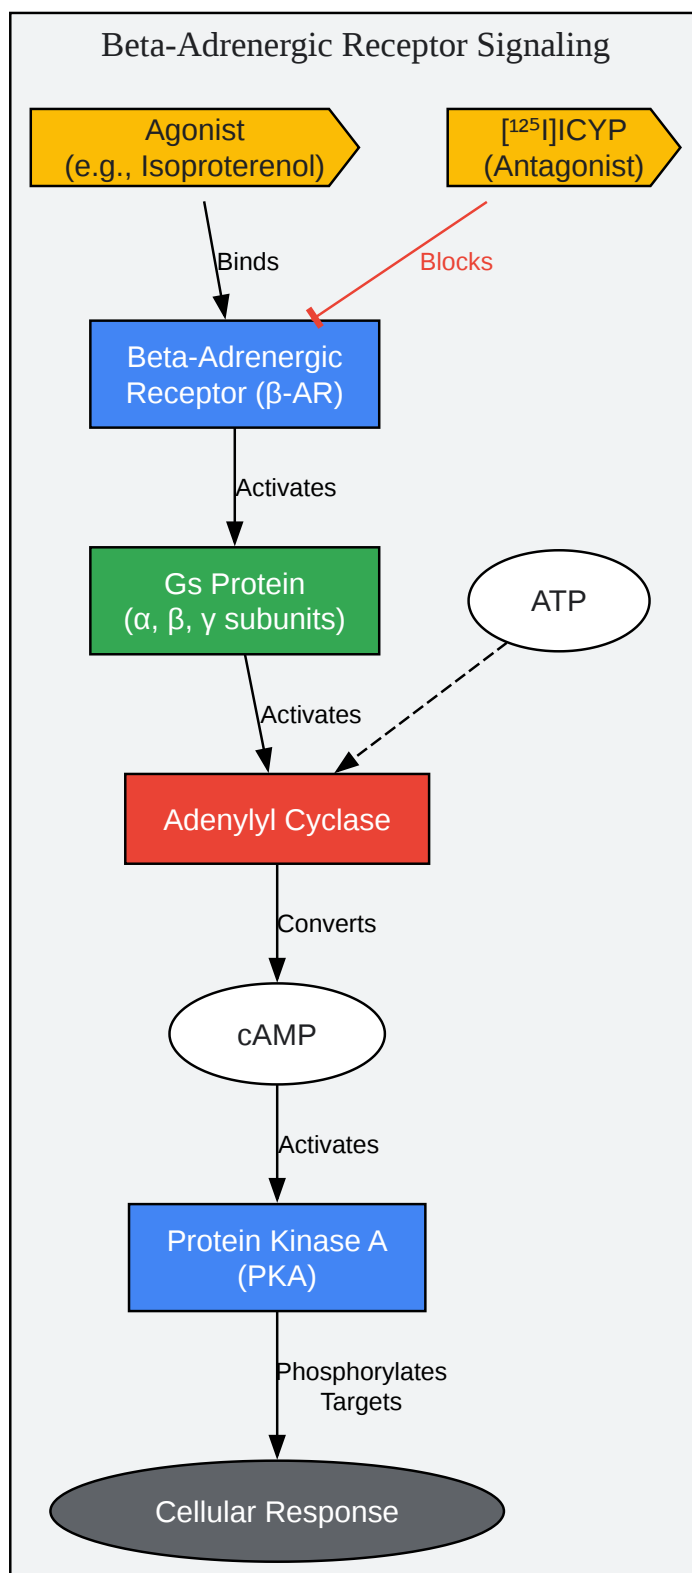 Beta-Adrenergic Receptor Signaling
Agonist
(e.g., Isoproterenol)
[¹²⁵I]ICYP
(Antagonist)
Binds
Blocks
Beta-Adrenergic
Receptor (β-AR)
Activates
Gs Protein
(α, β, γ subunits)
ATP
Activates
Adenylyl Cyclase
Converts
cAMP
Activates
Protein Kinase A
(PKA)
Phosphorylates
Targets
Cellular Response